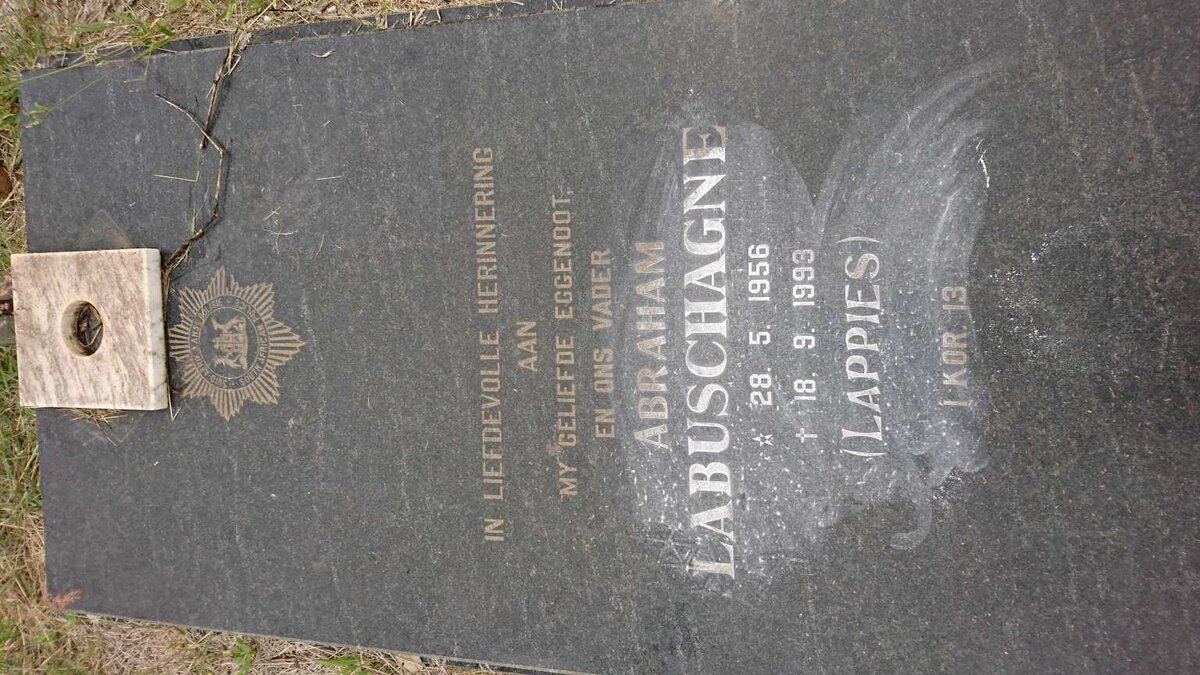 IN LIEFDEVOLLE HERINNERING
AAN
MY GELIEFDE EGGENOOT,
EN ONS VADER
ABRAHAM
LABUSCHAGNE
☆ 28. 5. 1956
† 18. 9. 1993
(LAPPIES)
I KOR. 13